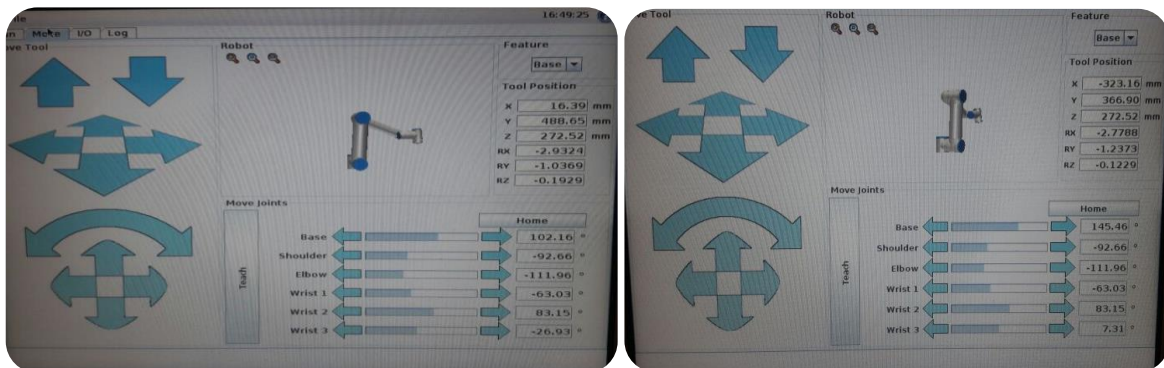 16:49:25
Move I/O Log
Robot
Feature
Base
Tool Position
X 16.39 mm
Y 488.65 mm
Z 272.52 mm
RX -2.9324
RY -1.0369
RZ -0.1929
Move Joints
Home
Teach
Base 102.16 °
Shoulder -92.66 °
Elbow -111.96 °
Wrist 1 -63.03 °
Wrist 2 83.15 °
Wrist 3 -26.93 °
ve Tool
Robot
Feature
Base
Tool Position
X -323.16 mm
Y 366.90 mm
Z 272.52 mm
RX -2.7788
RY -1.2373
RZ -0.1229
Move Joints
Home
Teach
Base 145.46 °
Shoulder -92.66 °
Elbow -111.96 °
Wrist 1 -63.03 °
Wrist 2 83.15 °
Wrist 3 7.31 °